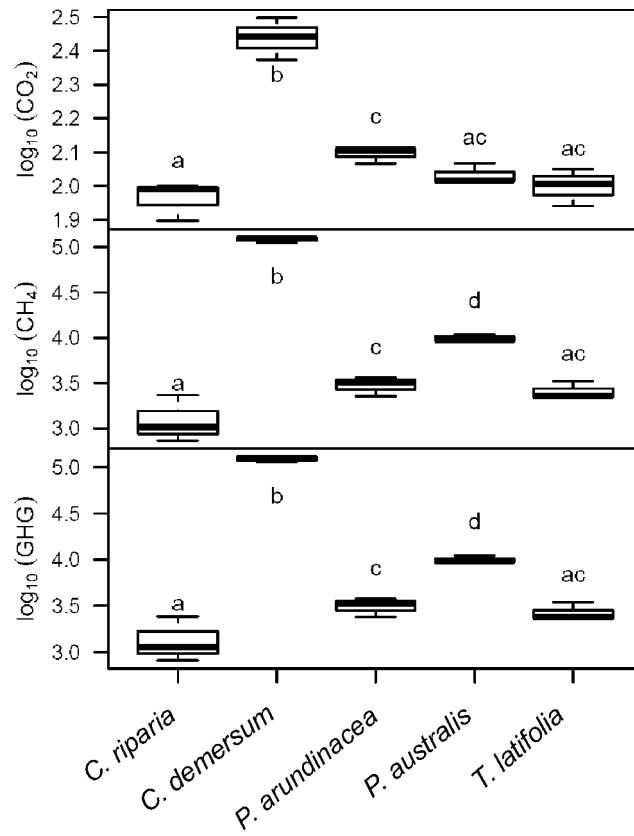 log₁₀ (CO₂)
2.5
2.4
2.3
2.2
2.1
2.0
1.9
a
b
c
ac
ac
log₁₀ (CH₄)
5.0
4.5
4.0
3.5
3.0
a
b
c
d
ac
log₁₀ (GHG)
5.0
4.5
4.0
3.5
3.0
a
b
c
d
ac
C. riparia
C. demersum
P. arundinacea
P. australis
T. latifolia